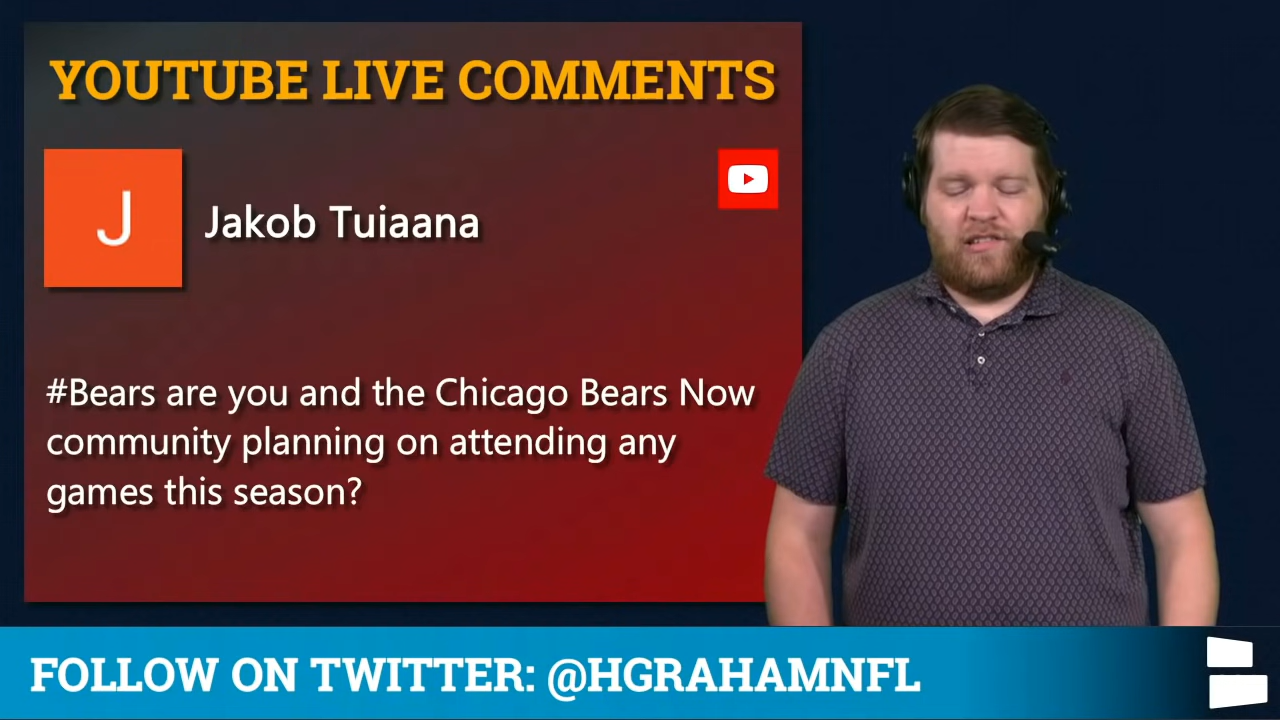 YOUTUBE LIVE COMMENTS
J
Jakob Tuiaana
#Bears are you and the Chicago Bears Now
community planning on attending any
games this season?
FOLLOW ON TWITTER: @HGRAHAMNFL